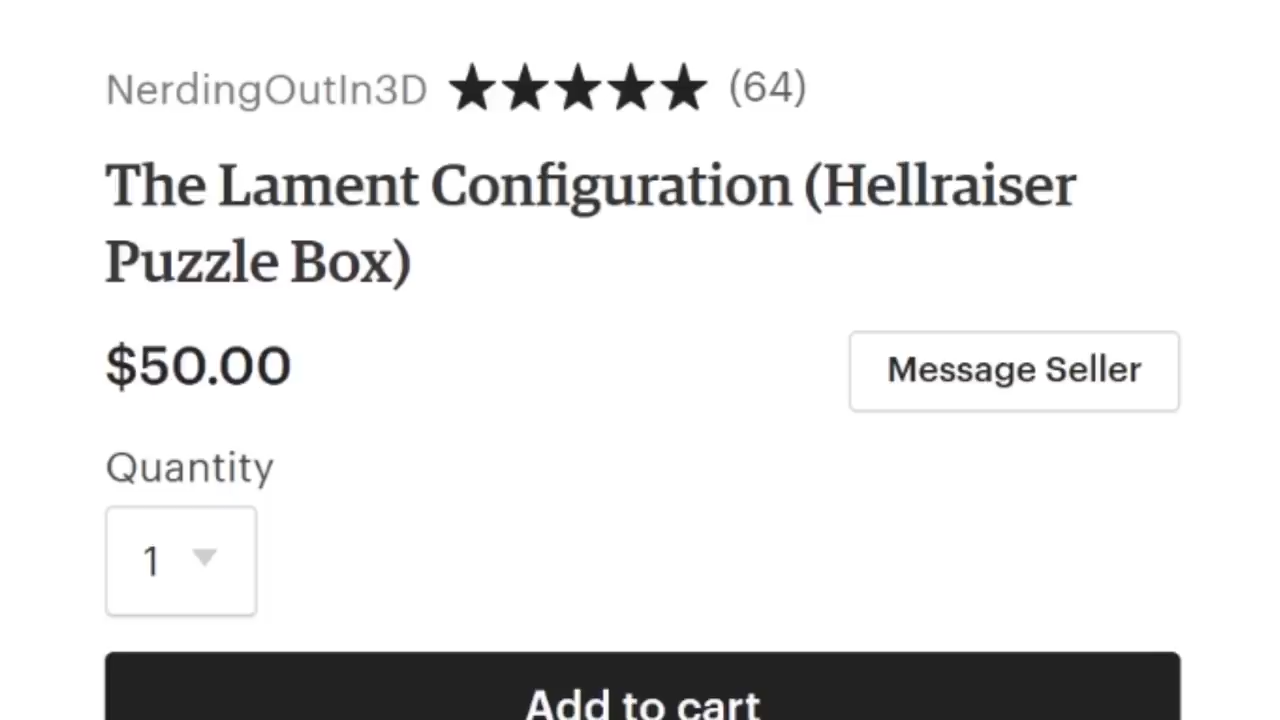 NerdingOutIn3D ★★★★★ (64)
The Lament Configuration (Hellraiser
Puzzle Box)
$50.00
Message Seller
Quantity
1
Add to cart